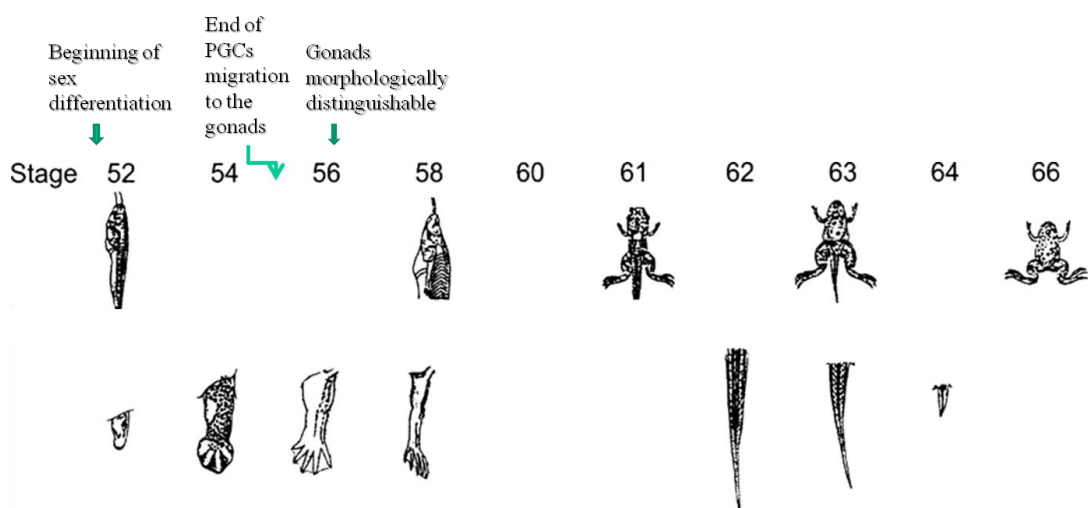 Beginning of
sex
differentiation
End of
PGCs
migration
to the
gonads
Gonads
morphologically
distinguishable
Stage 52 54 56 58 60 61 62 63 64 66